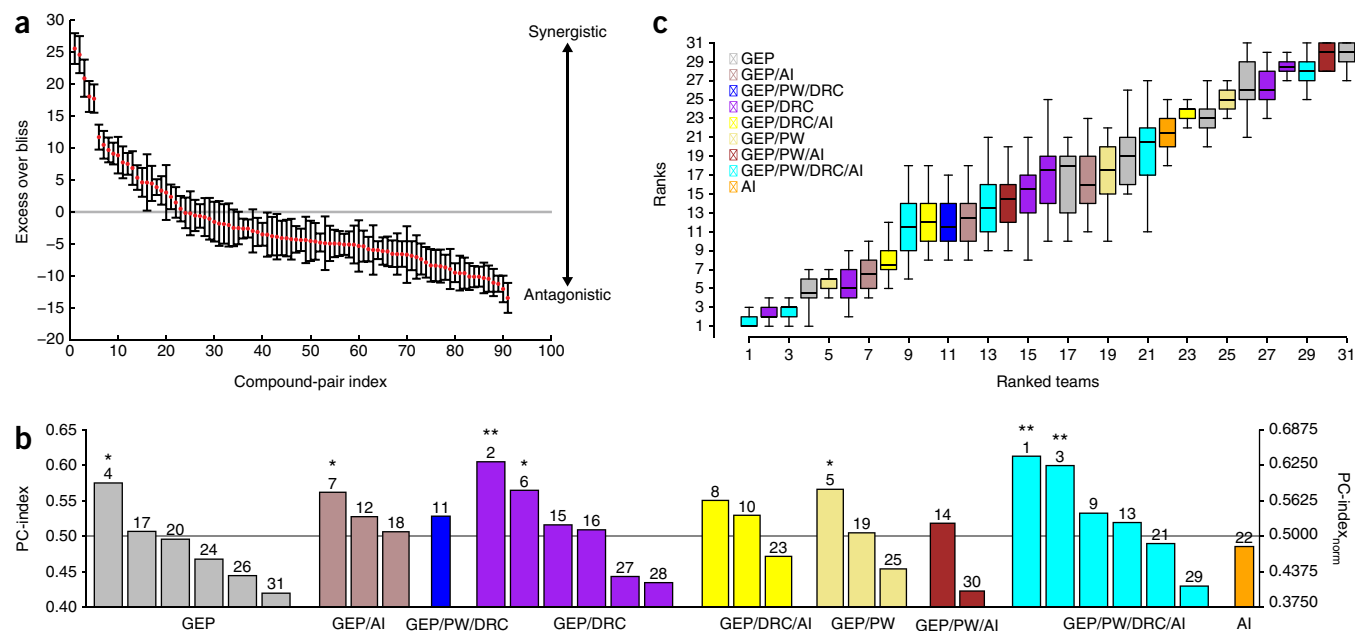 a
30
25
20
15
10
5
0
−5
−10
−15
−20
Excess over bliss
0 10 20 30 40 50 60 70 80 90 100
Compound-pair index
Synergistic
Antagonistic
c
31
29
27
25
23
21
19
17
15
13
11
9
7
5
3
1
Ranks
GEP
GEP/AI
GEP/PW/DRC
GEP/DRC
GEP/DRC/AI
GEP/PW
GEP/PW/AI
GEP/PW/DRC/AI
AI
1 3 5 7 9 11 13 15 17 19 21 23 25 27 29 31
Ranked teams
b
0.65
0.60
0.55
0.50
0.45
0.40
PC-index
* * ** * * ** **
4 17 20 24 26 31
7 12 18
11
2 6 15 16 27 28
8 10 23
5 19 25
14 30
1 3 9 13 21 29
22
0.6875
0.6250
0.5625
0.5000
0.4375
0.3750
PC-indexnorm
GEP GEP/AI GEP/PW/DRC GEP/DRC GEP/DRC/AI GEP/PW GEP/PW/AI GEP/PW/DRC/AI AI